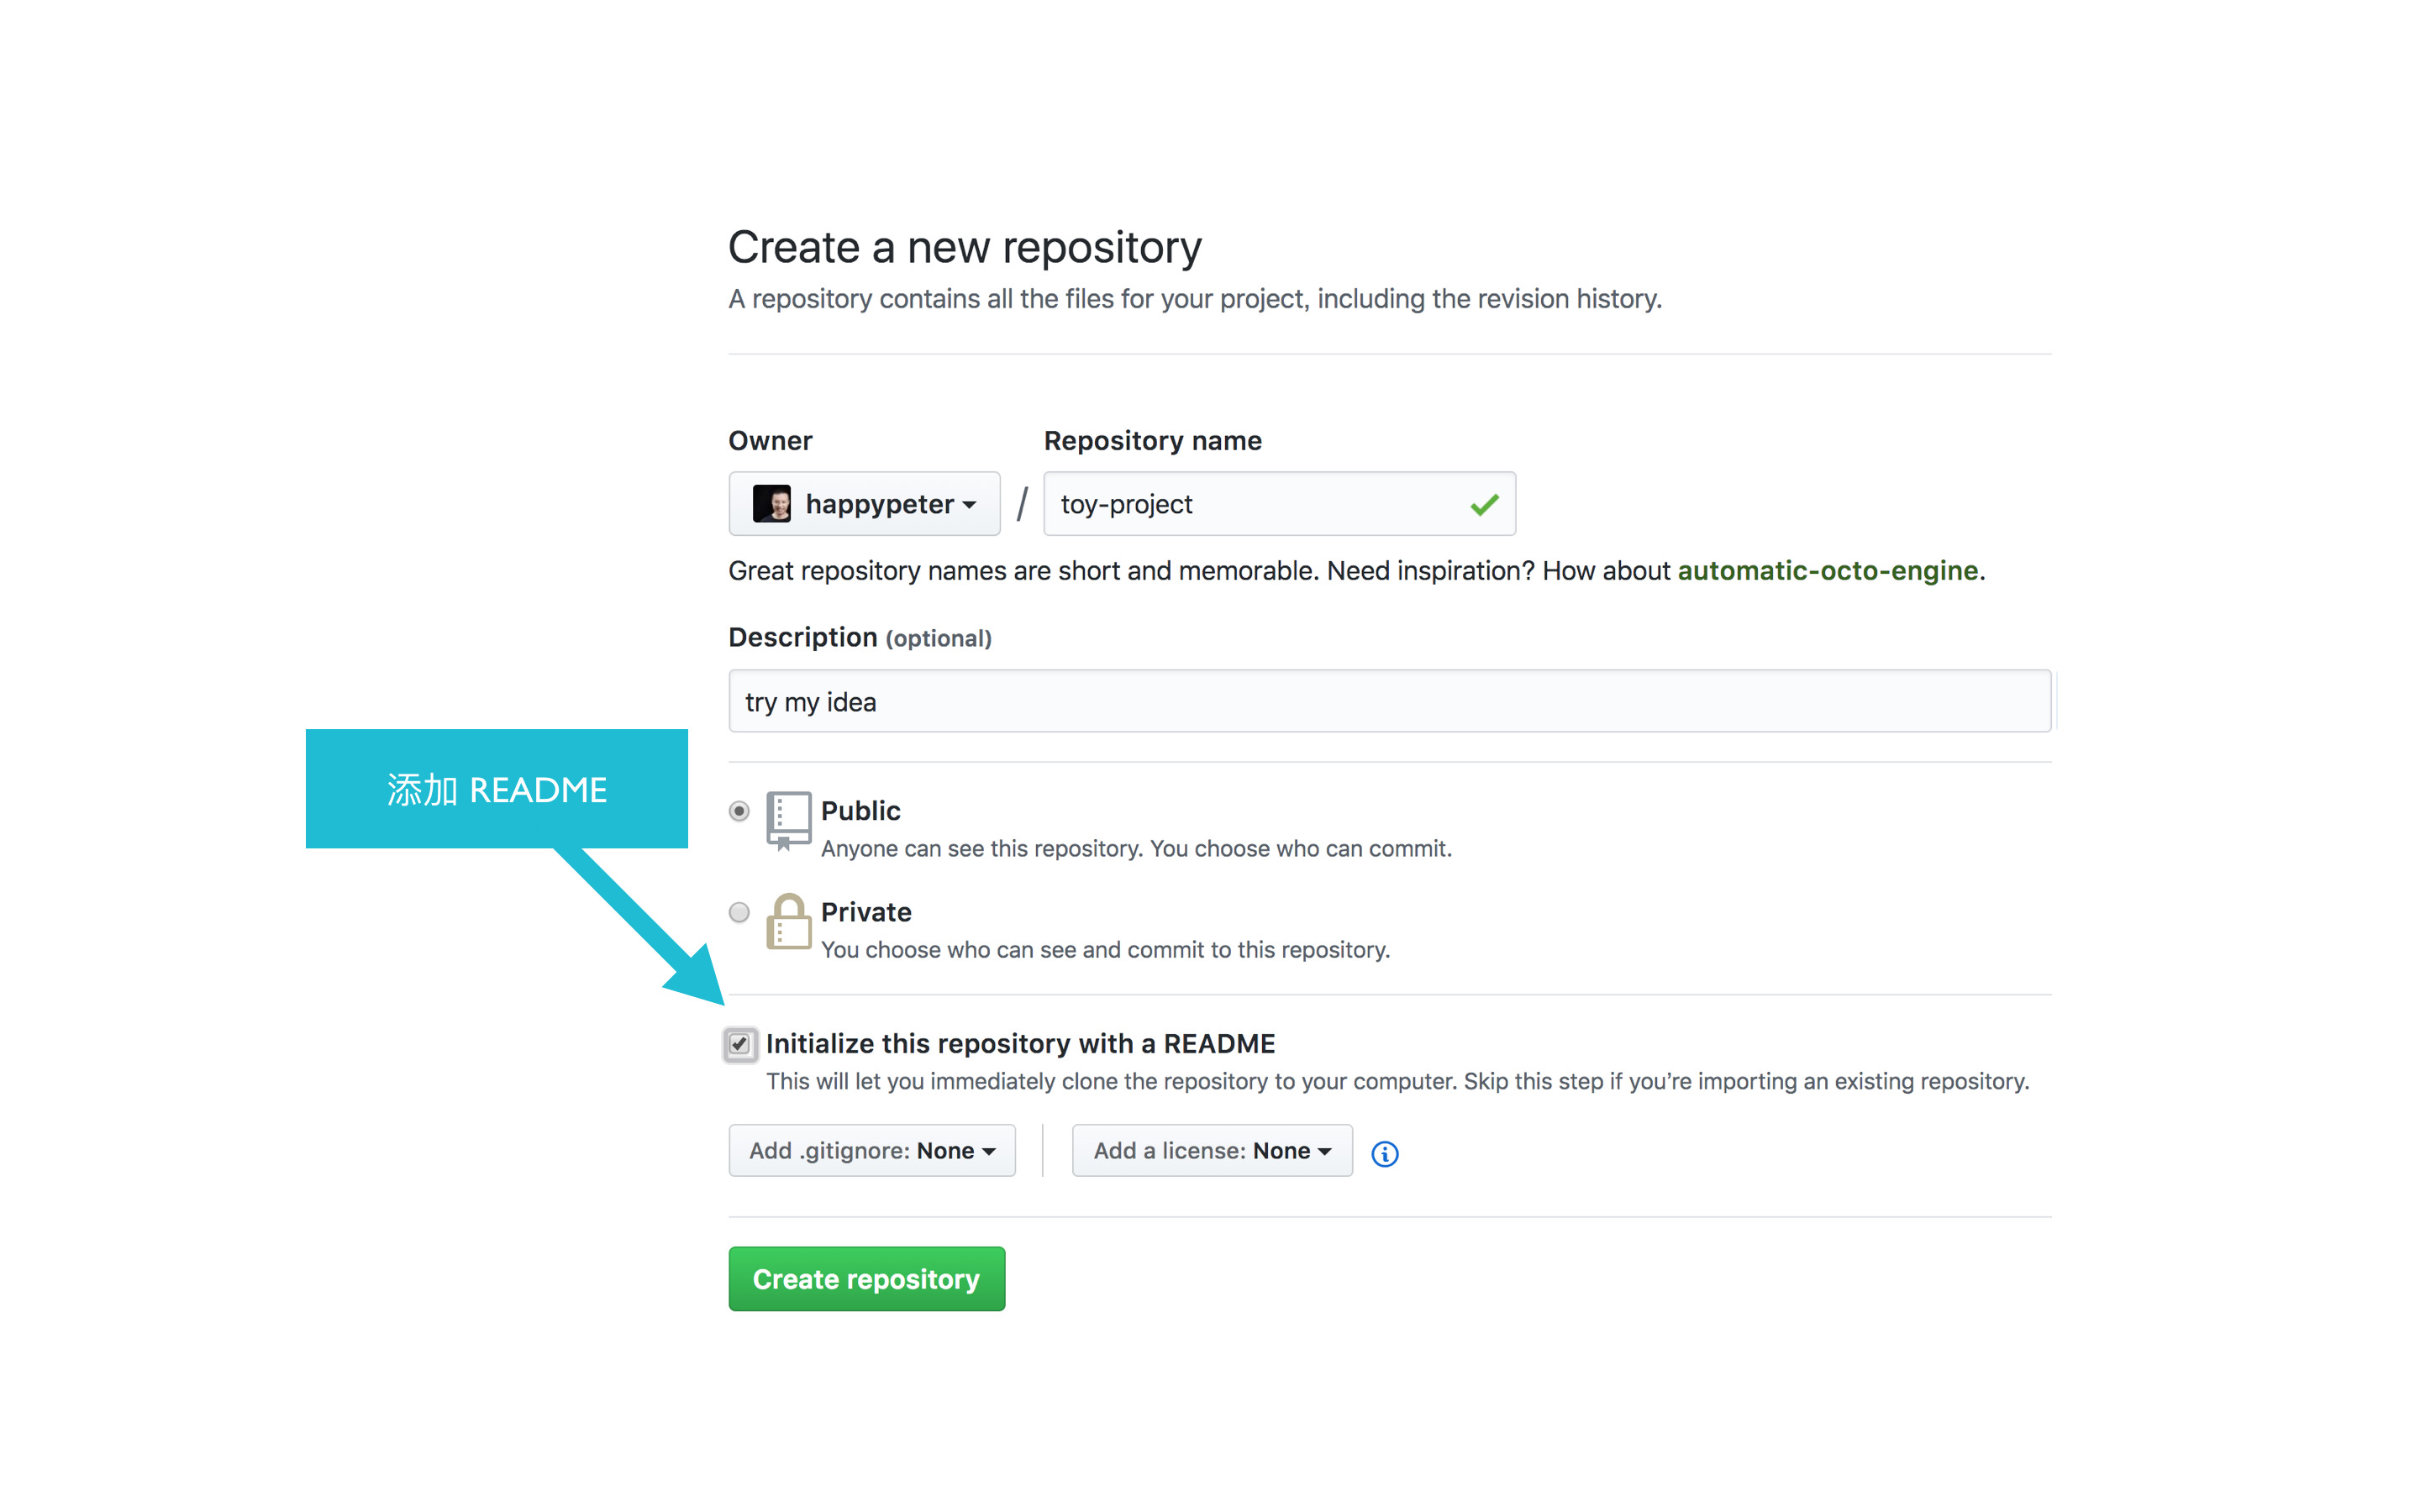 Create a new repository
A repository contains all the files for your project, including the revision history.
Owner
Repository name
happypeter
/
toy-project
Great repository names are short and memorable. Need inspiration? How about automatic-octo-engine.
Description (optional)
try my idea
添加 README
Public
Anyone can see this repository. You choose who can commit.
Private
You choose who can see and commit to this repository.
Initialize this repository with a README
This will let you immediately clone the repository to your computer. Skip this step if you’re importing an existing repository.
Add .gitignore: None
Add a license: None
Create repository